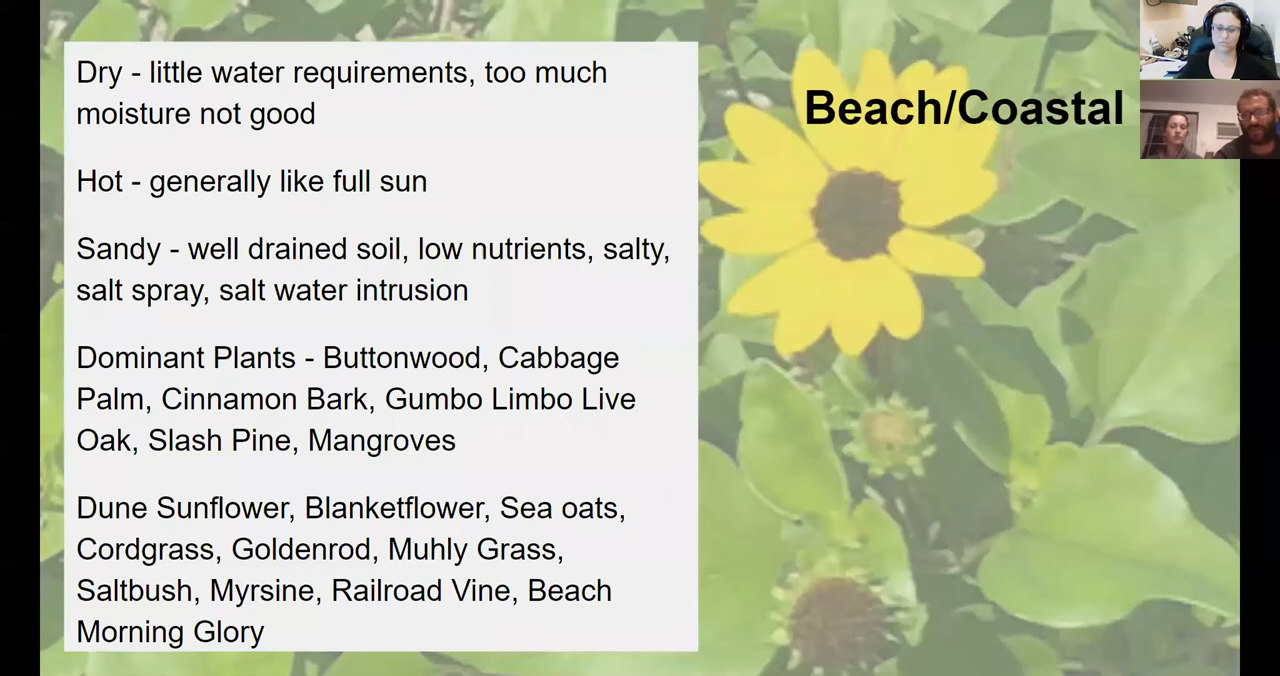 Beach/Coastal
Dry - little water requirements, too much
moisture not good
Hot - generally like full sun
Sandy - well drained soil, low nutrients, salty,
salt spray, salt water intrusion
Dominant Plants - Buttonwood, Cabbage
Palm, Cinnamon Bark, Gumbo Limbo Live
Oak, Slash Pine, Mangroves
Dune Sunflower, Blanketflower, Sea oats,
Cordgrass, Goldenrod, Muhly Grass,
Saltbush, Myrsine, Railroad Vine, Beach
Morning Glory